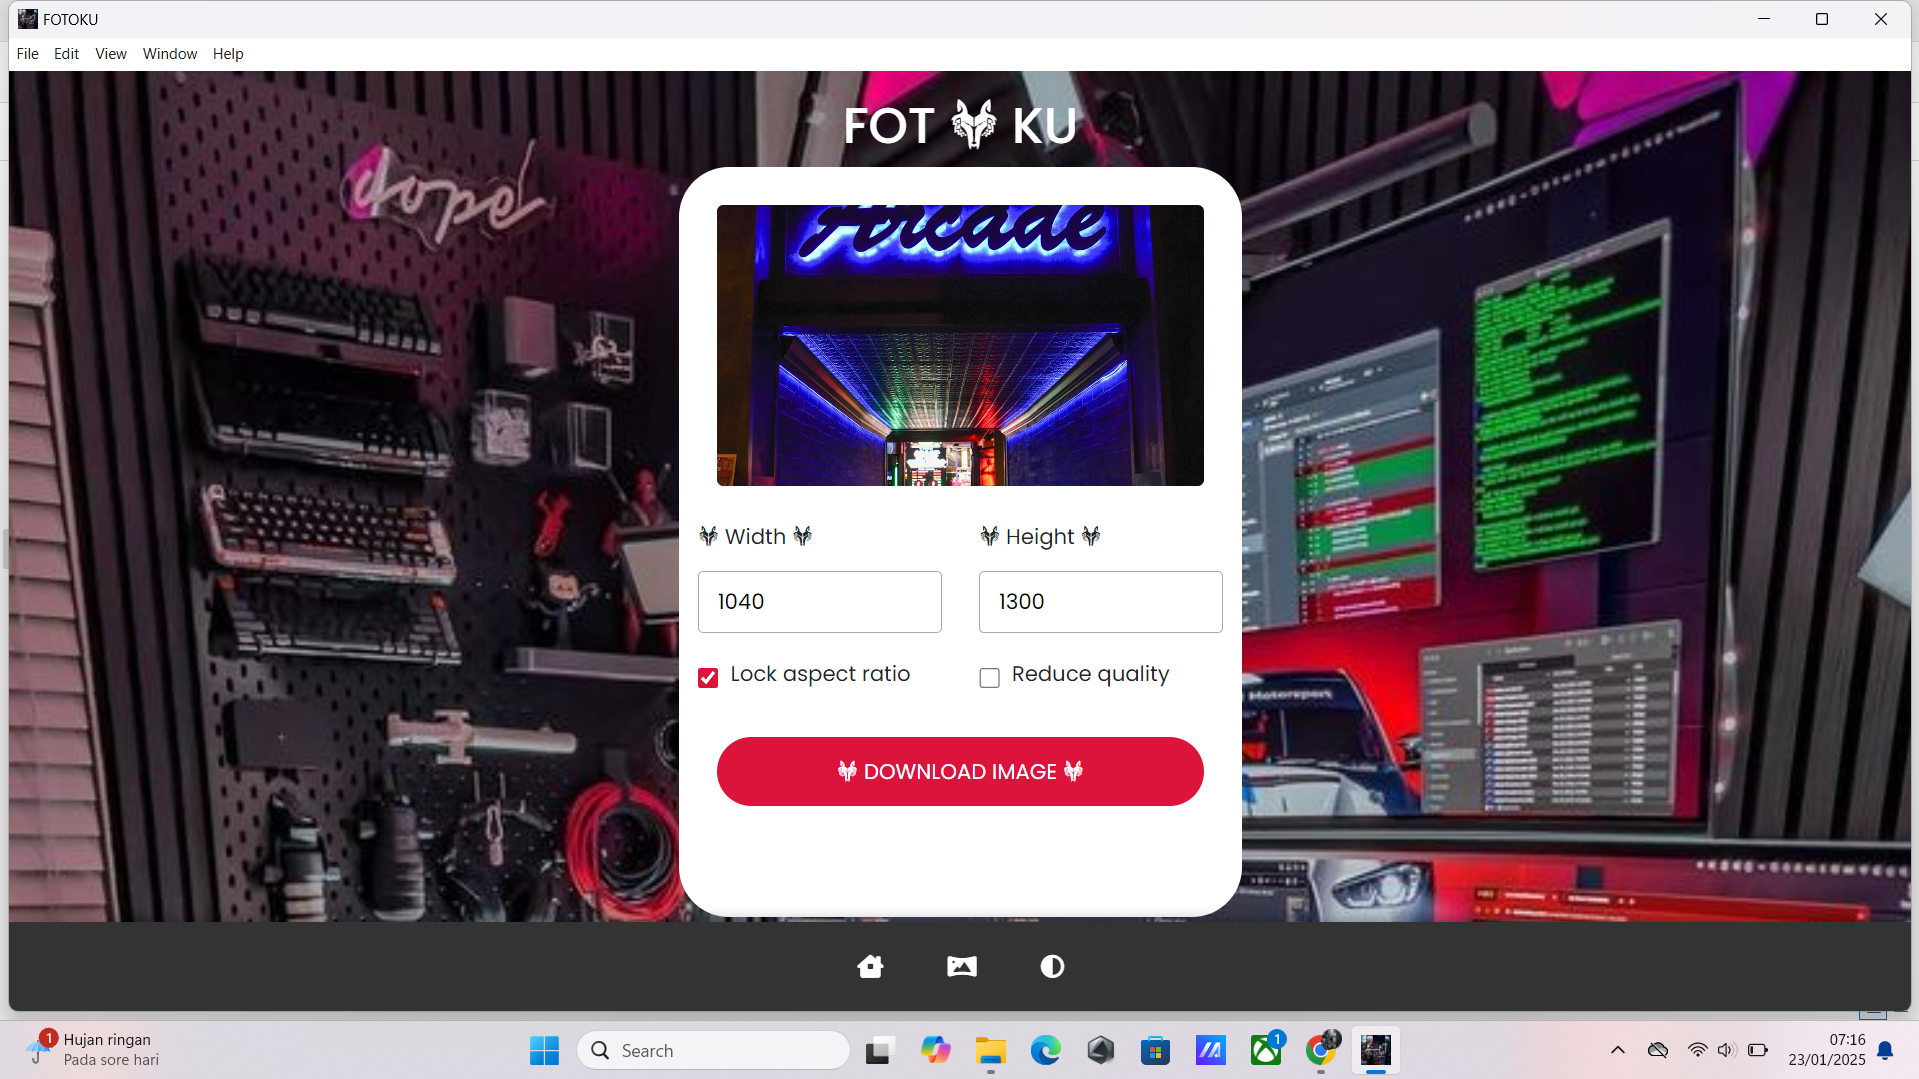 FOTOKU
File Edit View Window Help
FOT KU
dope
Arcade
Width
Height
1040
1300
Lock aspect ratio
Reduce quality
DOWNLOAD IMAGE
Motorsport
1
Hujan ringan
Pada sore hari
Search
1
07:16
23/01/2025